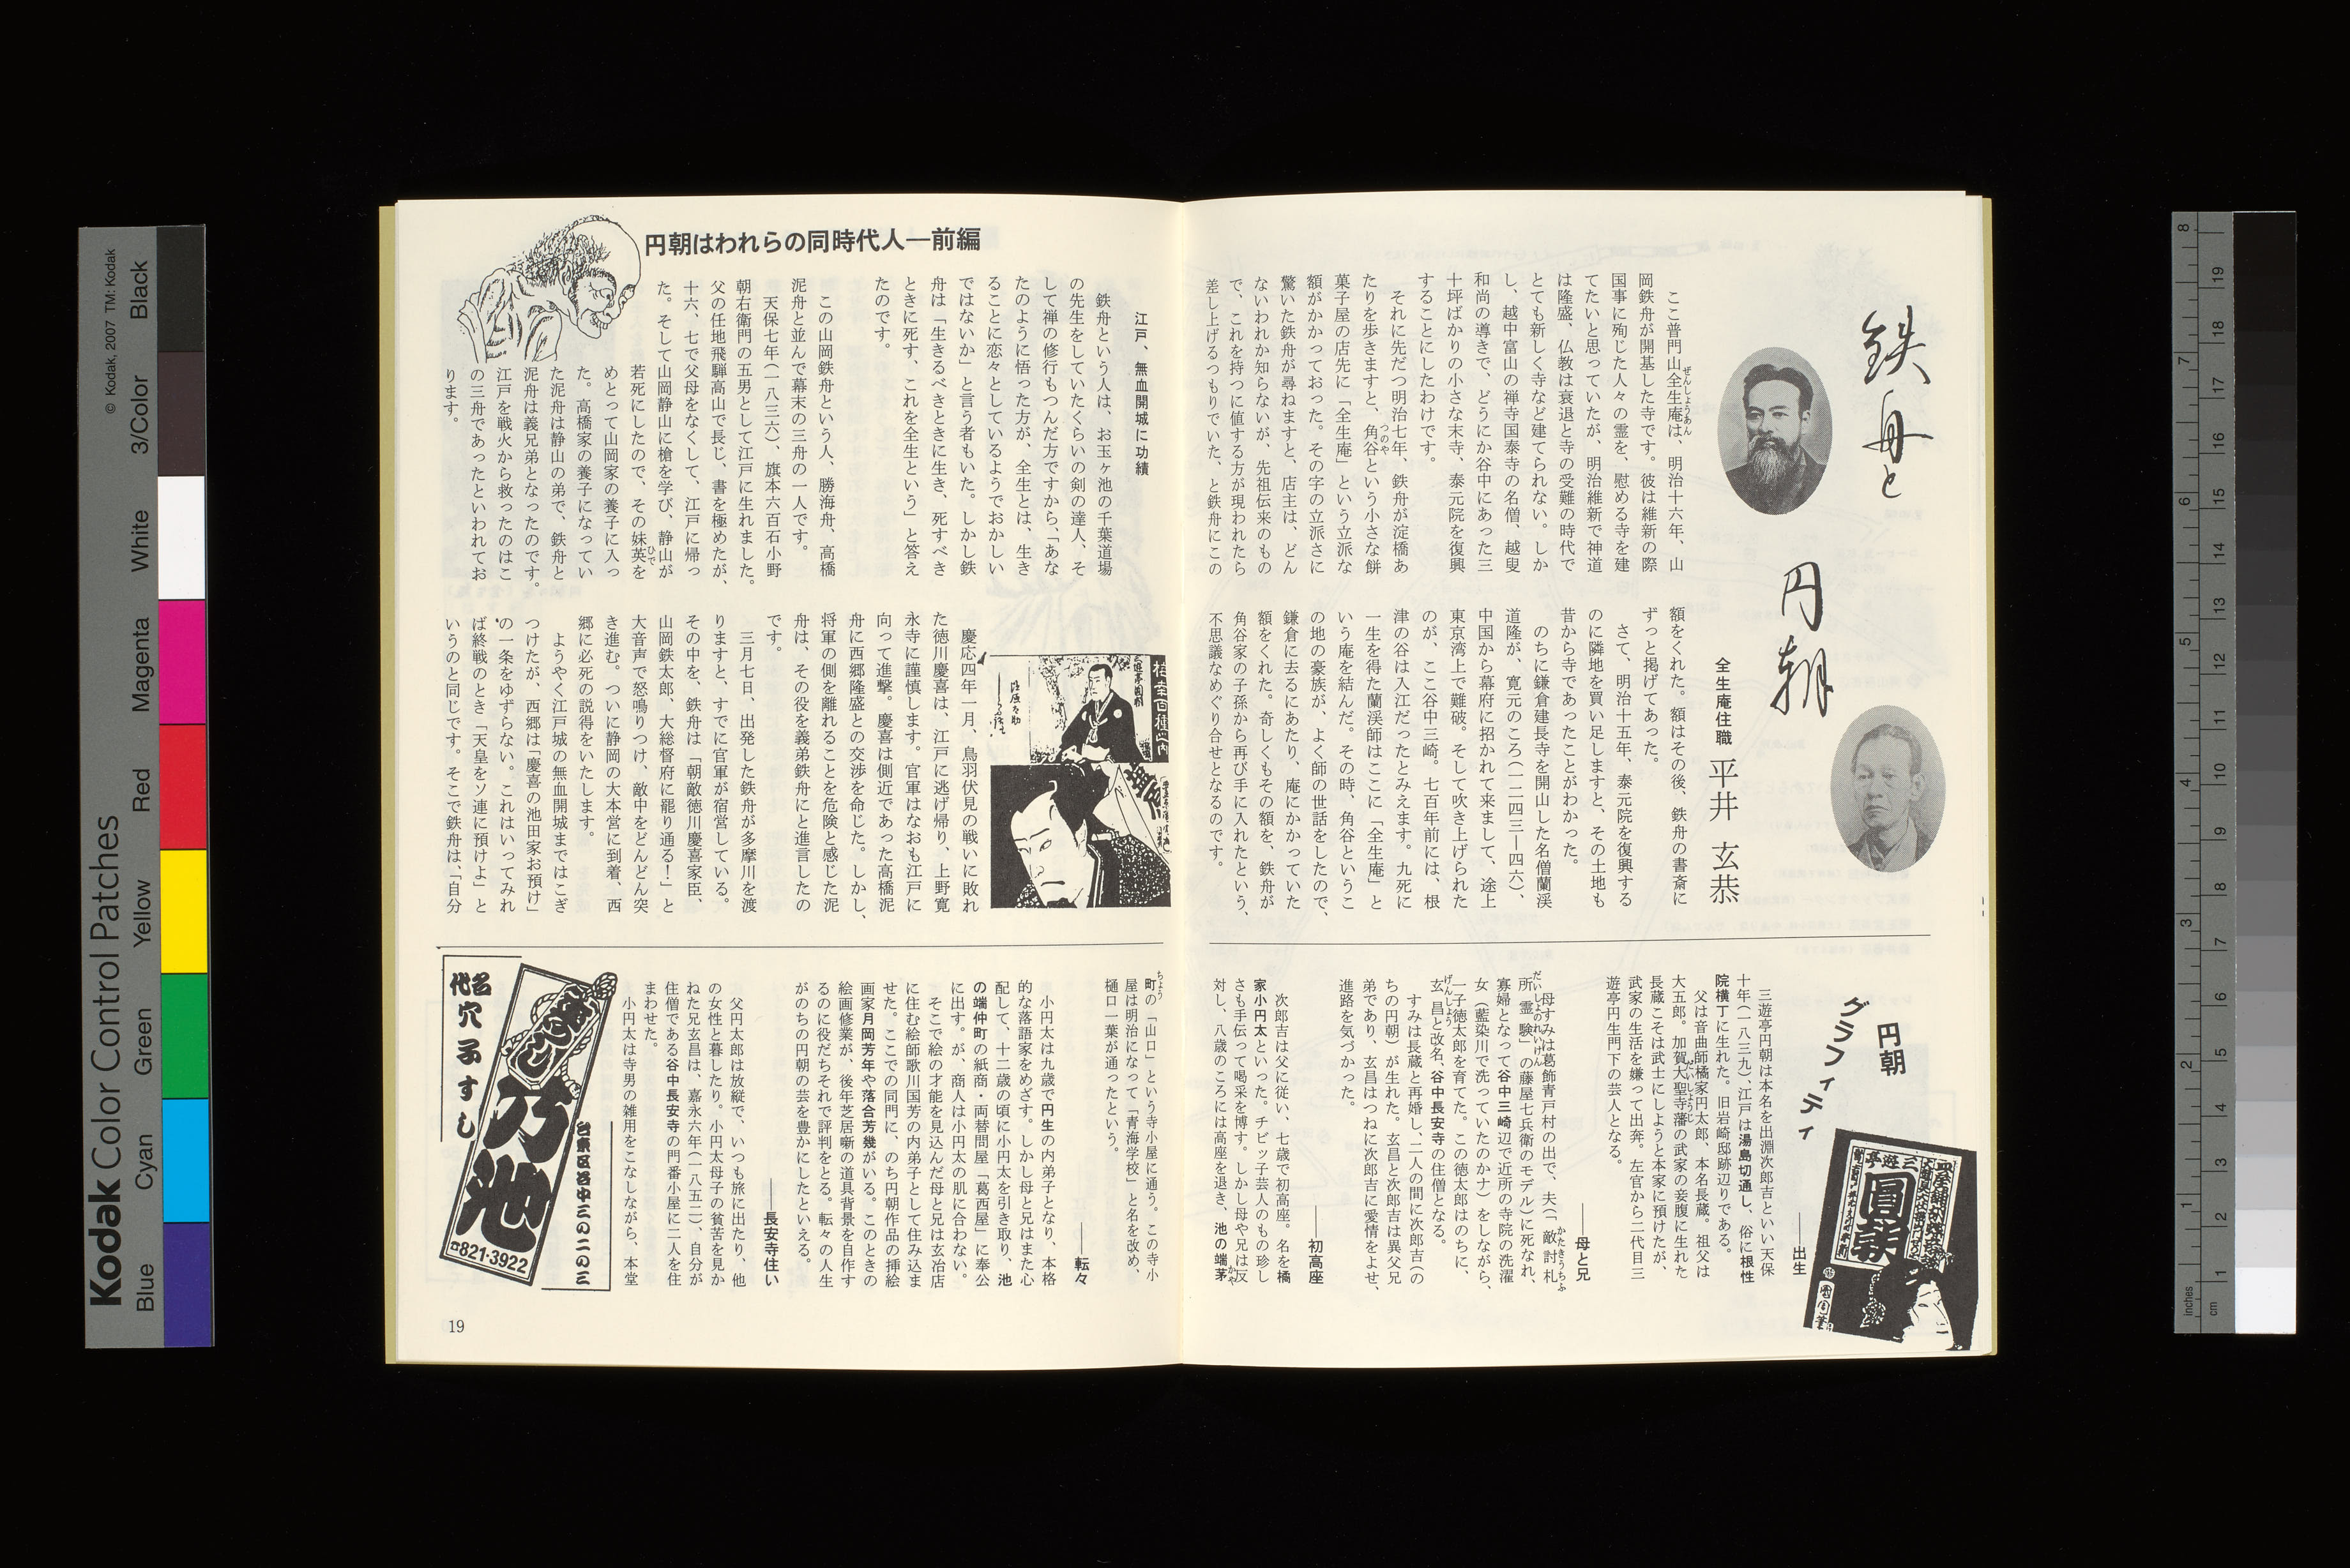 鉄舟と
円朝
全生庵住職 平井 玄恭
ここ普門山全生庵は、明治十六年、山
岡鉄舟が開基した寺です。彼は維新の際
国事に殉じた人々の霊を、慰める寺を建
てたいと思っていたが、明治維新で神道
は隆盛、仏教は衰退と寺の受難の時代で
とても新しく寺など建てられない。しか
し、越中富山の禅寺国泰寺の名僧、越叟
和尚の導きで、どうにか谷中にあった三
十坪ばかりの小さな末寺、泰元院を復興
することにしたわけです。
それに先だつ明治七年、鉄舟が淀橋あ
たりを歩きますと、角谷という小さな餅
菓子屋の店先に「全生庵」という立派な
額がかかっておった。その字の立派さに
驚いた鉄舟が尋ねますと、店主は、どん
ないわれか知らないが、先祖伝来のもの
で、これを持つに値する方が現われたら
差し上げるつもりでいた、と鉄舟にこの
額をくれた。額はその後、鉄舟の書斎に
ずっと掲げてあった。
さて、明治十五年、泰元院を復興する
のに隣地を買い足しますと、その土地も
昔から寺であったことがわかった。
のちに鎌倉建長寺を開山した名僧蘭渓
道隆が、寛元のころ(一二四三―四六)、
中国から幕府に招かれて来まして、途上
東京湾上で難破。そして吹き上げられた
のが、ここ谷中三崎。七百年前には、根
津の谷は入江だったとみえます。九死に
一生を得た蘭渓師はここに「全生庵」と
いう庵を結んだ。その時、角谷というこ
の地の豪族が、よく師の世話をしたので、
鎌倉に去るにあたり、庵にかかっていた
額をくれた。奇しくもその額を、鉄舟が
角谷家の子孫から再び手に入れたという、
不思議なめぐり合せとなるのです。
円朝
グラフィティ
三遊亭
圓朝
――出生
三遊亭円朝は本名を出淵次郎吉といい天保
十年(一八三九)、江戸は湯島切通し、俗に根性
院横丁に生れた。旧岩崎邸跡辺りである。
父は音曲師橘家円太郎、本名長蔵。祖父は
大五郎。加賀大聖寺藩の武家の妾腹に生れた
長蔵こそは武士にしようと本家に預けたが、
武家の生活を嫌って出奔。左官から二代目三
遊亭円生門下の芸人となる。
――母と兄
母すみは葛飾青戸村の出で、夫(「敵討札
所霊験」の藤屋七兵衛のモデル)に死なれ、
寡婦となって谷中三崎辺で近所の寺院の洗濯
女(藍染川で洗っていたのかナ)をしながら、
一子徳太郎を育てた。この徳太郎はのちに、
玄昌と改名、谷中長安寺の住僧となる。
すみは長蔵と再婚し、二人の間に次郎吉(の
ちの円朝)が生れた。玄昌と次郎吉は異父兄
弟であり、玄昌はつねに次郎吉に愛情をよせ、
進路を気づかった。
――初高座
次郎吉は父に従い、七歳で初高座。名を橘
家小円太といった。チビッ子芸人のもの珍し
さも手伝って喝采を博す。しかし母や兄は反
対し、八歳のころには高座を退き、池の端茅
円朝はわれらの同時代人―前編
江戸、無血開城に功績
鉄舟という人は、お玉ヶ池の千葉道場
の先生をしていたくらいの剣の達人、そ
して禅の修行もつんだ方ですから、「あな
たのように悟った方が、全生とは、生き
ることに恋々としているようでおかしい
ではないか」と言う者もいた。しかし鉄
舟は「生きるべきときに生き、死すべき
ときに死す、これを全生という」と答え
たのです。
この山岡鉄舟という人、勝海舟、高橋
泥舟と並んで幕末の三舟の一人です。
天保七年(一八三六)、旗本六百石小野
朝右衛門の五男として江戸に生れました。
父の任地飛騨高山で長じ、書を極めたが、
十六、七で父母をなくして、江戸に帰っ
た。そして山岡静山に槍を学び、静山が
若死にしたので、その妹英を
めとって山岡家の養子に入っ
た。高橋家の養子になってい
た泥舟は静山の弟で、鉄舟と
泥舟は義兄弟となったのです。
江戸を戦火から救ったのはこ
の三舟であったといわれてお
ります。
慶応四年一月、鳥羽伏見の戦いに敗れ
た徳川慶喜は、江戸に逃げ帰り、上野寛
永寺に謹慎します。官軍はなおも江戸に
向って進撃。慶喜は側近であった高橋泥
舟に西郷隆盛との交渉を命じた。しかし、
将軍の側を離れることを危険と感じた泥
舟は、その役を義弟鉄舟にと進言したの
です。
三月七日、出発した鉄舟が多摩川を渡
りますと、すでに官軍が宿営している。
その中を、鉄舟は「朝敵徳川慶喜家臣、
山岡鉄太郎、大総督府に罷り通る!」と
大音声で怒鳴りつけ、敵中をどんどん突
き進む。ついに静岡の大本営に到着、西
郷に必死の説得をいたします。
ようやく江戸城の無血開城まではこぎ
つけたが、西郷は「慶喜の池田家お預け」
の一条をゆずらない。これはいってみれ
ば終戦のとき「天皇をソ連に預けよ」と
いうのと同じです。そこで鉄舟は、「自分
町の「山口」という寺小屋に通う。この寺小
屋は明治になって「青海学校」と名を改め、
樋口一葉が通ったという。
――転々
小円太は九歳で円生の内弟子となり、本格
的な落語家をめざす。しかし母と兄はまた心
配して、十二歳の頃に小円太を引き取り、池
の端仲町の紙商・両替問屋「葛西屋」に奉公
に出す。が、商人は小円太の肌に合わない。
そこで絵の才能を見込んだ母と兄は玄冶店
に住む絵師歌川国芳の内弟子として住み込ま
せた。ここでの同門に、のち円朝作品の挿絵
画家月岡芳年や落合芳幾がいる。このときの
絵画修業が、後年芝居噺の道具背景を自作す
るのに役だちそれで評判をとる。転々の人生
がのちの円朝の芸を豊かにしたといえる。
――長安寺住い
父円太郎は放縦で、いつも旅に出たり、他
の女性と暮したり。小円太母子の貧苦を見か
ねた兄玄昌は、嘉永六年(一八五二)、自分が
住僧である谷中長安寺の門番小屋に二人を住
まわせた。
小円太は寺男の雑用をこなしながら、本堂
台東区谷中三の二の三
乃池
☎821-3922
名代
穴子すし
19
Kodak Color Control Patches
© Kodak, 2007 TM: Kodak
Blue Cyan Green Yellow Red Magenta White 3/Color Black
inches
1 2 3 4 5 6 7 8
cm
1 2 3 4 5 6 7 8 9 10 11 12 13 14 15 16 17 18 19